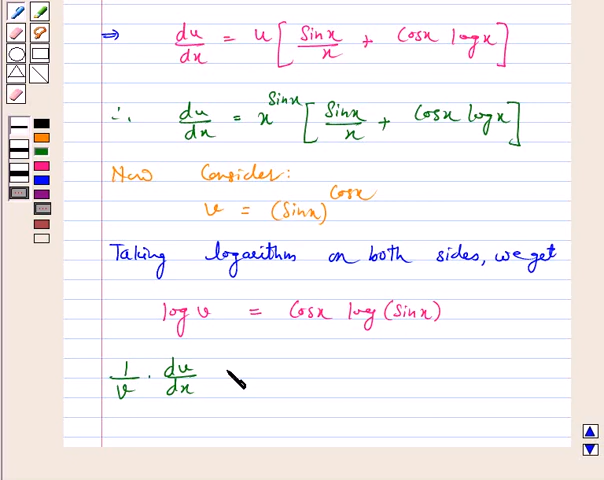 ⇒ du/dx = u [ Sinx/x + Cosx logx ]
∴ du/dx = x^Sinx [ Sinx/x + Cosx logx ]
Now Consider:
v = (Sinx)^Cosx
Taking logarithm on both sides, we get
log v = Cosx log (Sinx)
1/v . dv/dx